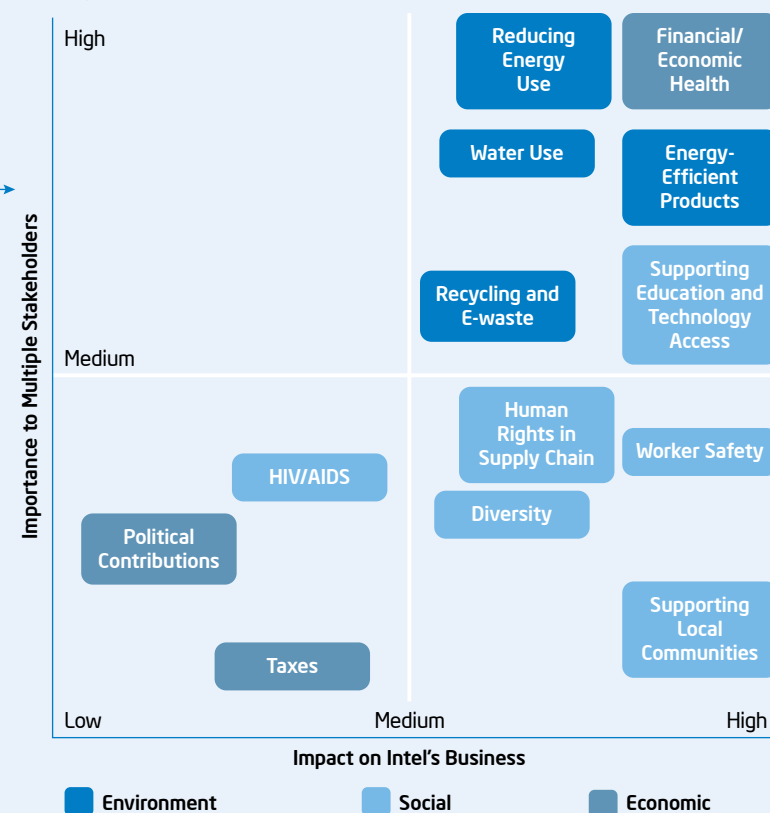 High
Reducing
Energy
Use
Financial/
Economic
Health
Water Use
Energy-
Efficient
Products
Recycling and
E-waste
Supporting
Education and
Technology
Access
Importance to Multiple Stakeholders
Medium
Human
Rights in
Supply Chain
Worker Safety
HIV/AIDS
Diversity
Political
Contributions
Supporting
Local
Communities
Taxes
Low
Medium
High
Impact on Intel's Business
Environment
Social
Economic